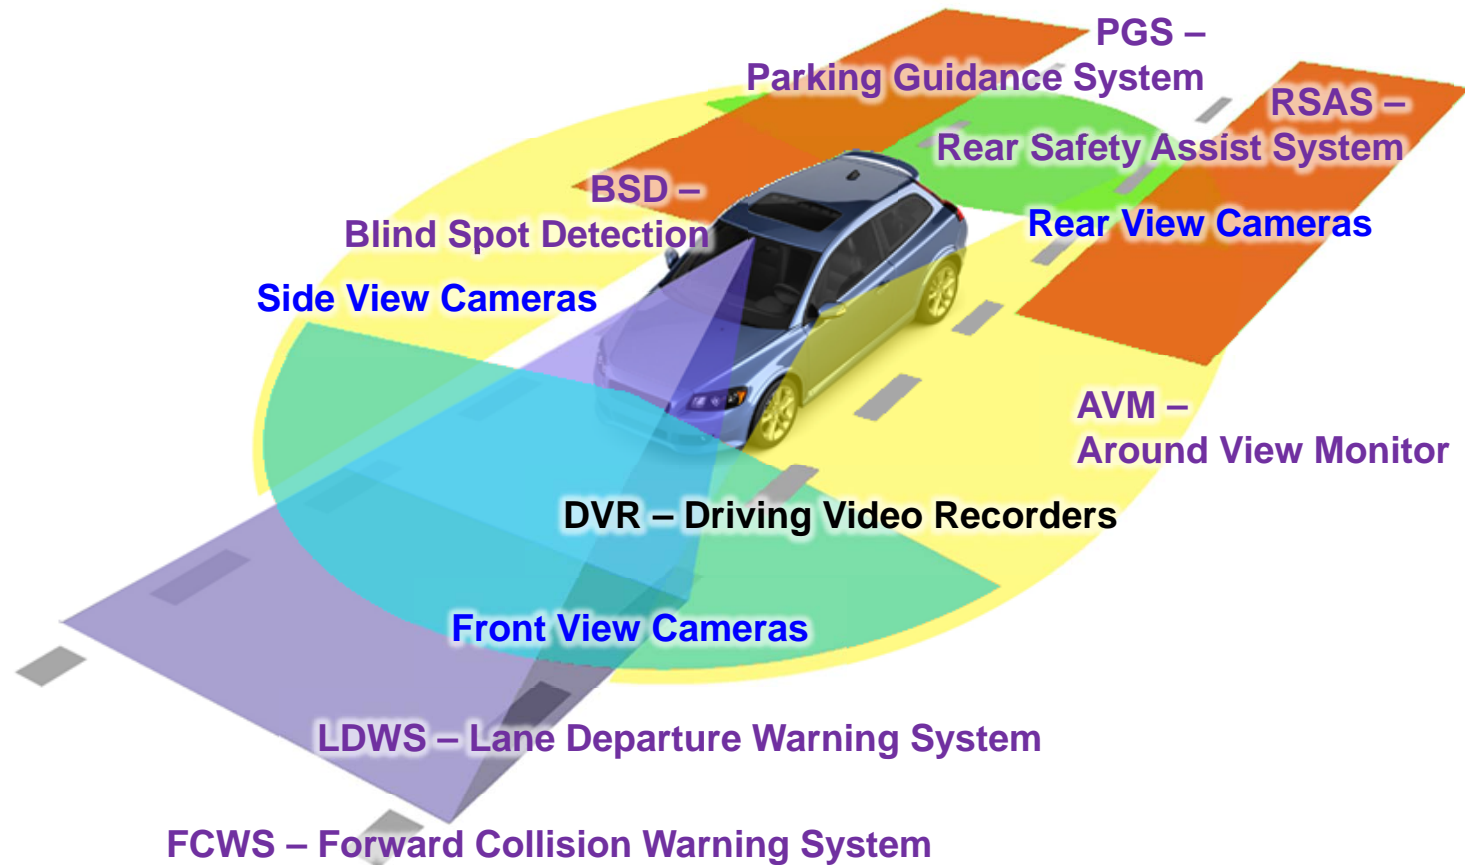 PGS –
Parking Guidance System
RSAS –
Rear Safety Assist System
BSD –
Blind Spot Detection
Rear View Cameras
Side View Cameras
AVM –
Around View Monitor
DVR – Driving Video Recorders
Front View Cameras
LDWS – Lane Departure Warning System
FCWS – Forward Collision Warning System